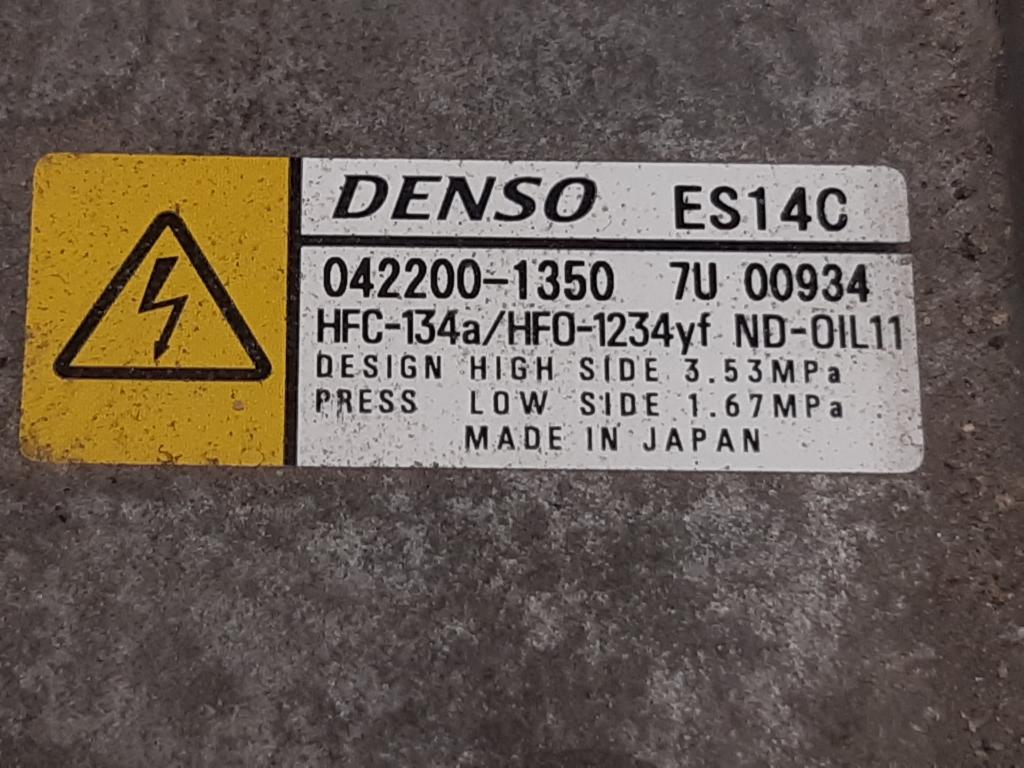 DENSO ES14C
042200-1350 7U 00934
HFC-134a/HFO-1234yf ND-OIL11
DESIGN HIGH SIDE 3.53MPa
PRESS LOW SIDE 1.67MPa
MADE IN JAPAN